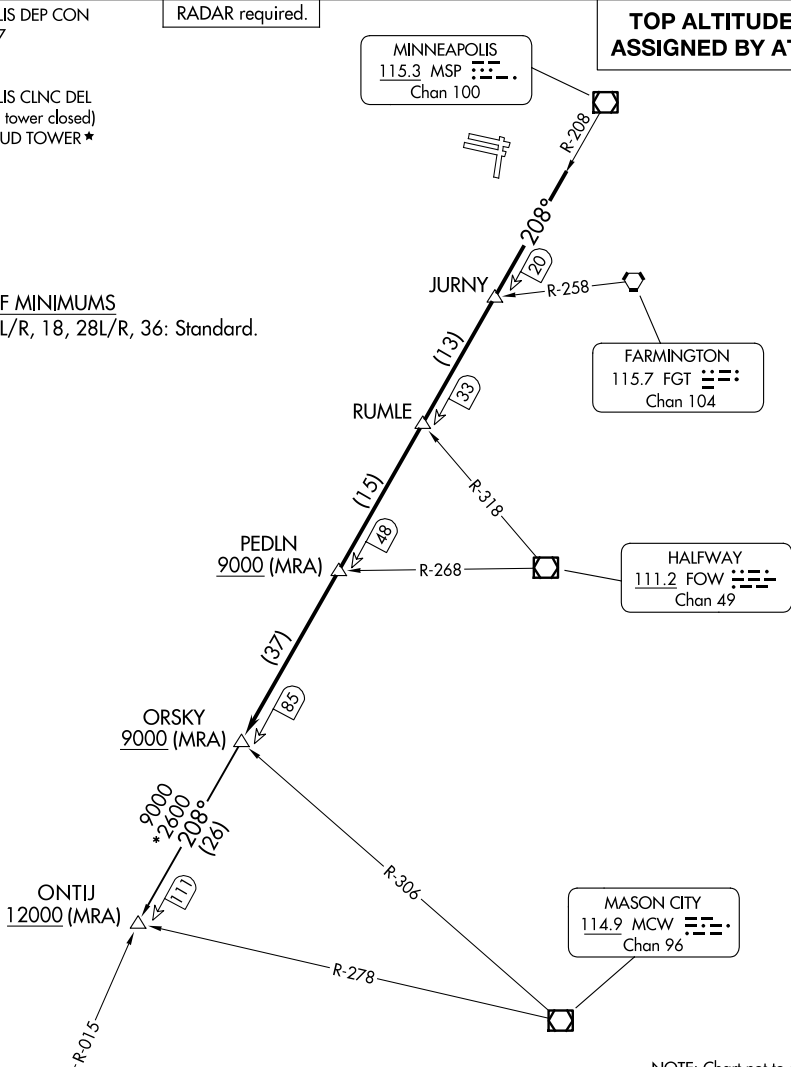 LIS DEP CON
7
RADAR required.
TOP ALTITUDE
ASSIGNED BY AT
LIS CLNC DEL
tower closed)
UD TOWER★
MINNEAPOLIS
115.3 MSP
Chan 100
R-208
208°
20
JURNY
R-258
F MINIMUMS
L/R, 18, 28L/R, 36: Standard.
FARMINGTON
115.7 FGT
Chan 104
(13)
33
RUMLE
R-318
(15)
48
PEDLN
9000 (MRA)
R-268
HALFWAY
111.2 FOW
Chan 49
(37)
85
ORSKY
9000 (MRA)
9000
*2600
208°
(26)
R-306
111
ONTIJ
12000 (MRA)
R-278
MASON CITY
114.9 MCW
Chan 96
R-015